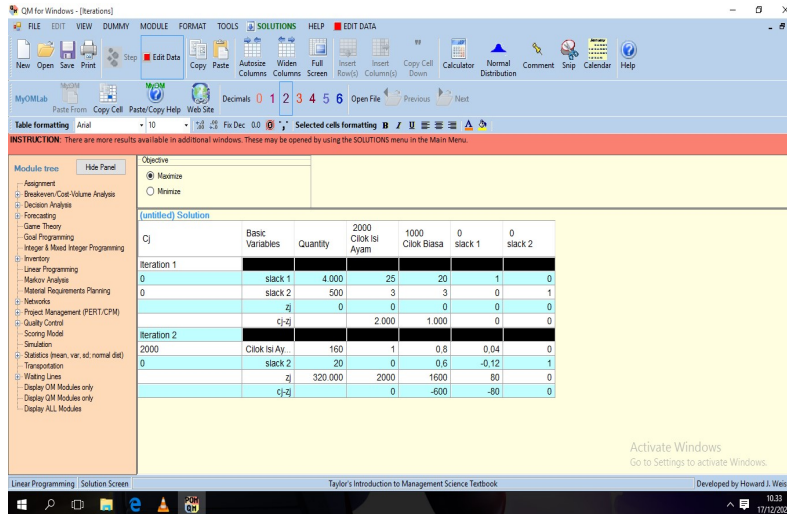 QM for Windows - [Iterations]
FILE EDIT VIEW DUMMY MODULE FORMAT TOOLS SOLUTIONS HELP EDIT DATA
New Open Save Print Step Edit Data Copy Paste Autosize Columns Widen Columns Full Screen Insert Row(s) Insert Column(s) Copy Cell Down Calculator Normal Distribution Comment Snip Calendar Help
MyOMLab Paste From Copy Cell Paste/Copy Help Web Site Decimals 0 1 2 3 4 5 6 Open File Previous Next
Table formatting Arial 10 Fix Dec 0.0 0 Selected cells formatting B I U A
INSTRUCTION: There are more results available in additional windows. These may be opened by using the SOLUTIONS menu in the Main Menu.
Module tree Hide Panel
Assignment
Breakeven/Cost-Volume Analysis
Decision Analysis
Forecasting
Game Theory
Goal Programming
Integer & Mixed Integer Programming
Inventory
Linear Programming
Markov Analysis
Material Requirements Planning
Networks
Project Management (PERT/CPM)
Quality Control
Scoring Model
Simulation
Statistics (mean, var, sd; normal dist)
Transportation
Waiting Lines
Display OM Modules only
Display QM Modules only
Display ALL Modules
Objective
Maximize
Minimize
(untitled) Solution
Cj Basic Variables Quantity 2000 Cilok Isi Ayam 1000 Cilok Biasa 0 slack 1 0 slack 2
Iteration 1
0 slack 1 4.000 25 20 1 0
0 slack 2 500 3 3 0 1
zj 0 0 0 0 0
cj-zj 2.000 1.000 0 0
Iteration 2
2000 Cilok Isi Ay... 160 1 0,8 0,04 0
0 slack 2 20 0 0,6 -0,12 1
zj 320.000 2000 1600 80 0
cj-zj 0 -600 -80 0
Activate Windows
Go to Settings to activate Windows.
Linear Programming Solution Screen Taylor's Introduction to Management Science Textbook Developed by Howard J. Weis
10.33
17/12/202